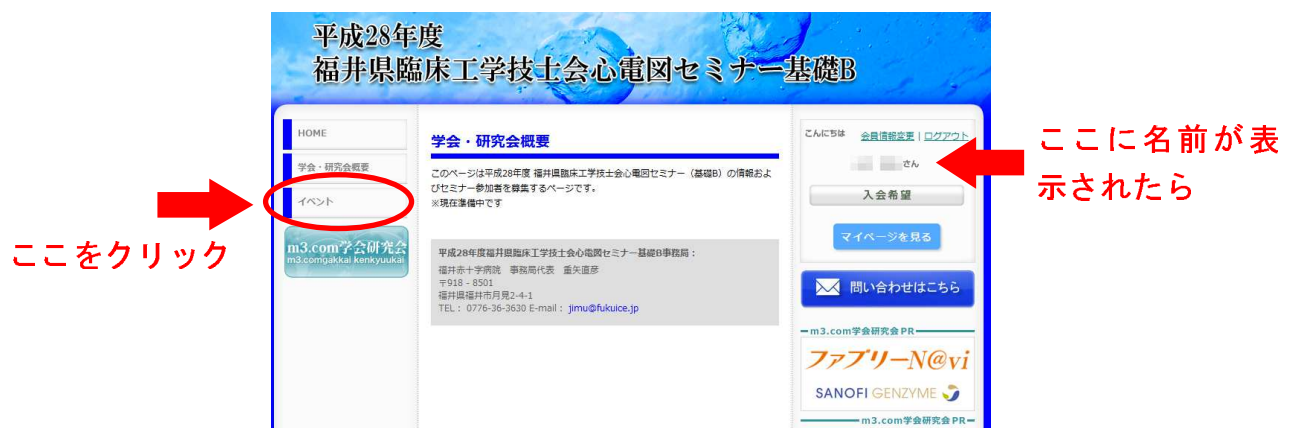 平成28年度
福井県臨床工学技士会心電図セミナー基礎B
HOME
学会・研究会概要
イベント
ここをクリック
m3.com学会研究会
m3.comgakkai kenkyuukai
学会・研究会概要
このページは平成28年度 福井県臨床工学技士会心電図セミナー（基礎B）の情報およ
びセミナー参加者を募集するページです。
※現在準備中です
平成28年度福井県臨床工学技士会心電図セミナー基礎B事務局：
福井赤十字病院　事務局代表　重矢直彦
〒918 - 8501
福井県福井市月見2-4-1
TEL： 0776-36-3630 E-mail： jimu@fukuice.jp
こんにちは 会員情報変更 | ログアウト
さん
入会希望
マイページを見る
問い合わせはこちら
m3.com学会研究会 PR
ファブリーN@vi
SANOFI GENZYME
m3.com学会研究会 PR
ここに名前が表
示されたら